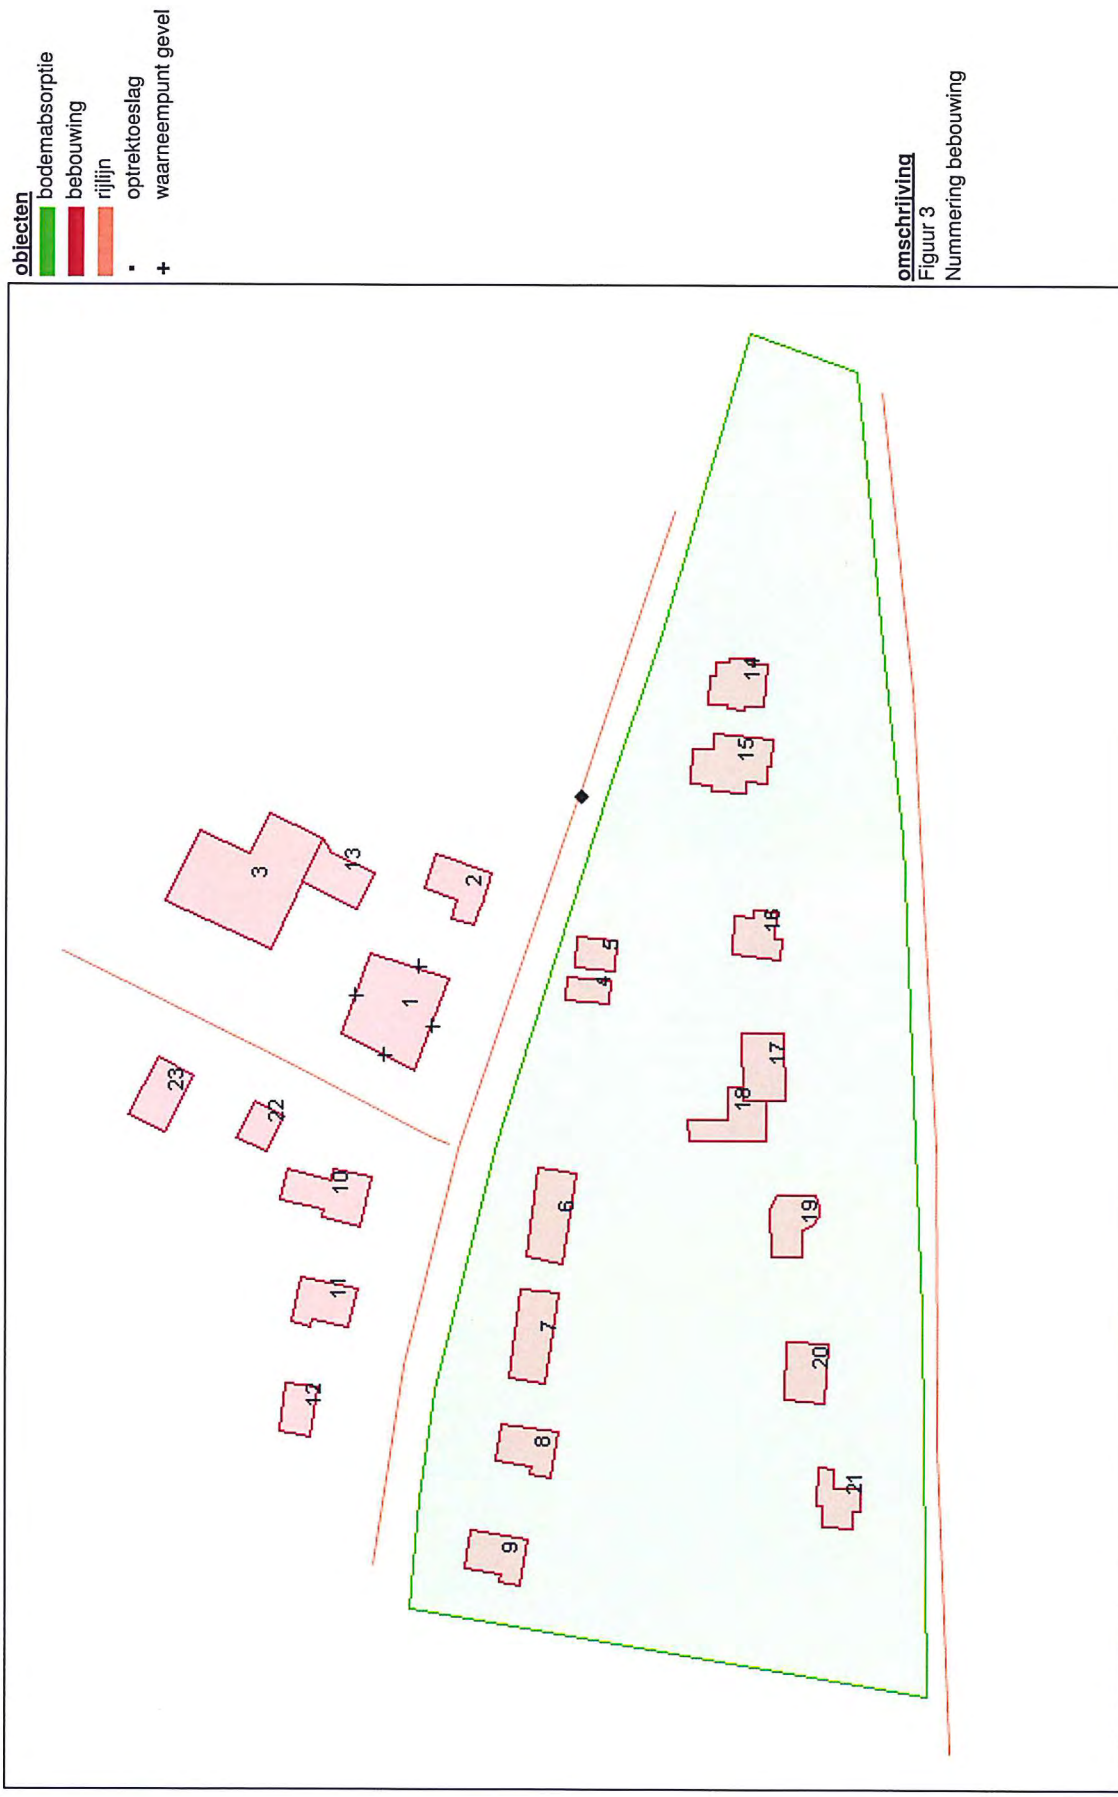 objecten
bodemabsorptie
bebouwing
rijlijn
optrektoeslag
+ waarneempunt gevel
omschrijving
Figuur 3
Nummering bebouwing
1
2
3
4
5
6
7
8
9
10
11
12
13
14
15
16
17
18
19
20
21
22
23